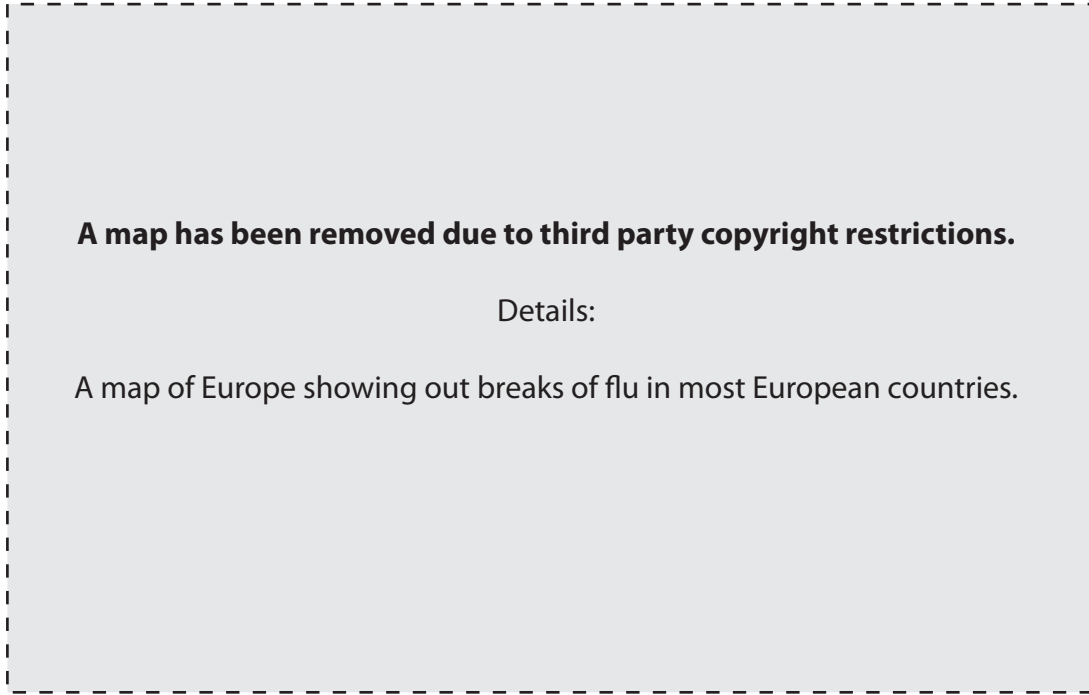 A map has been removed due to third party copyright restrictions.
Details:
A map of Europe showing out breaks of flu in most European countries.